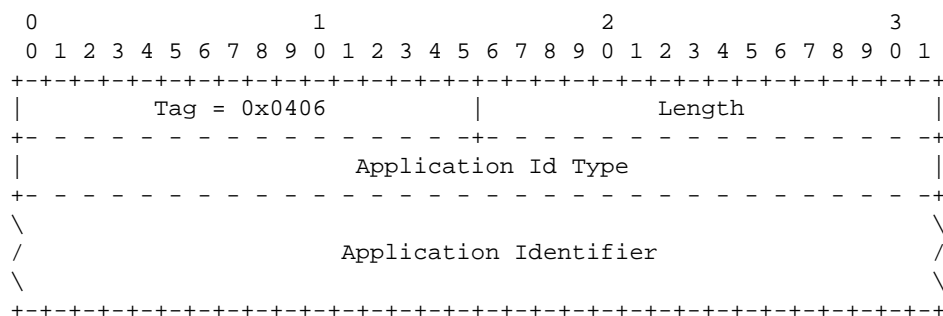 0                   1                   2                   3
 0 1 2 3 4 5 6 7 8 9 0 1 2 3 4 5 6 7 8 9 0 1 2 3 4 5 6 7 8 9 0 1
+-+-+-+-+-+-+-+-+-+-+-+-+-+-+-+-+-+-+-+-+-+-+-+-+-+-+-+-+-+-+-+-+
|         Tag = 0x0406          |            Length             |
+- - - - - - - - - - - - - - - -+- - - - - - - - - - - - - - - -+
|                      Application Id Type                      |
+- - - - - - - - - - - - - - - - - - - - - - - - - - - - - - - -+
\                                                               \
/                     Application Identifier                    /
\                                                               \
+-+-+-+-+-+-+-+-+-+-+-+-+-+-+-+-+-+-+-+-+-+-+-+-+-+-+-+-+-+-+-+-+